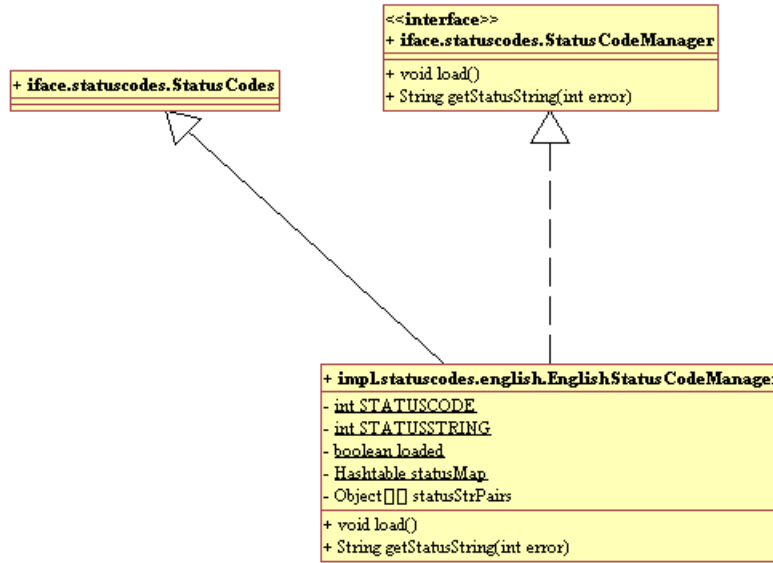 <<interface>>
+ iface.statuscodes.StatusCodeManager
+ void load()
+ String getStatusString(int error)
+ iface.statuscodes.StatusCodes
+ impl.statuscodes.english.EnglishStatusCodeManager
- int STATUSCODE
- int STATUSSTRING
- boolean loaded
- Hashtable statusMap
- Object[][] statusStrPairs
+ void load()
+ String getStatusString(int error)